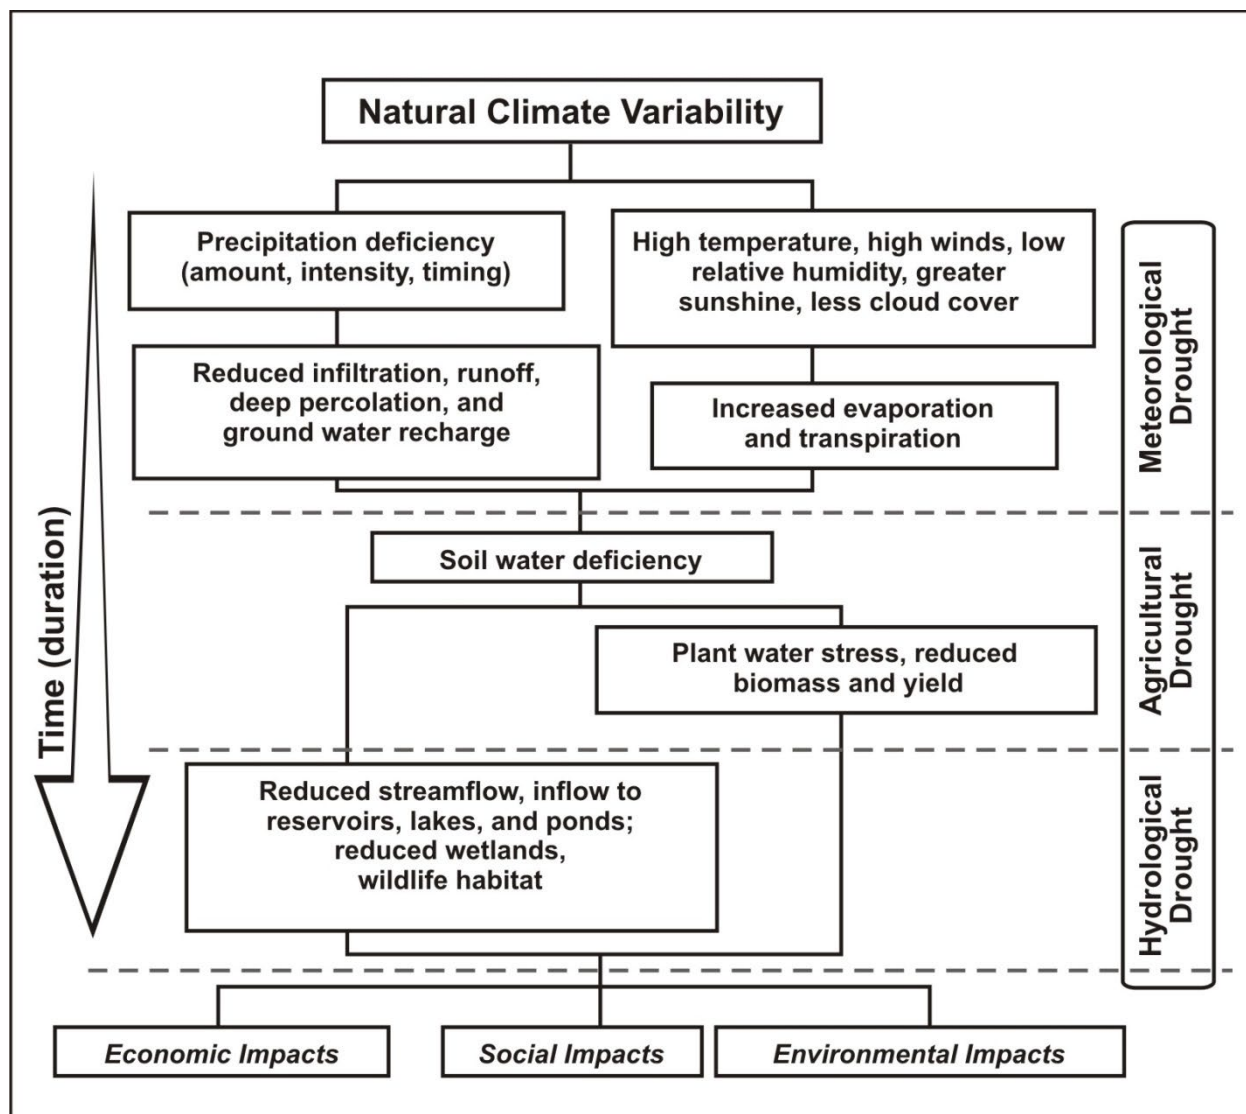 Natural Climate Variability
Precipitation deficiency
(amount, intensity, timing)
High temperature, high winds, low
relative humidity, greater
sunshine, less cloud cover
Reduced infiltration, runoff,
deep percolation, and
ground water recharge
Increased evaporation
and transpiration
Meteorological
Drought
Time (duration)
Soil water deficiency
Plant water stress, reduced
biomass and yield
Agricultural
Drought
Reduced streamflow, inflow to
reservoirs, lakes, and ponds;
reduced wetlands,
wildlife habitat
Hydrological
Drought
Economic Impacts
Social Impacts
Environmental Impacts